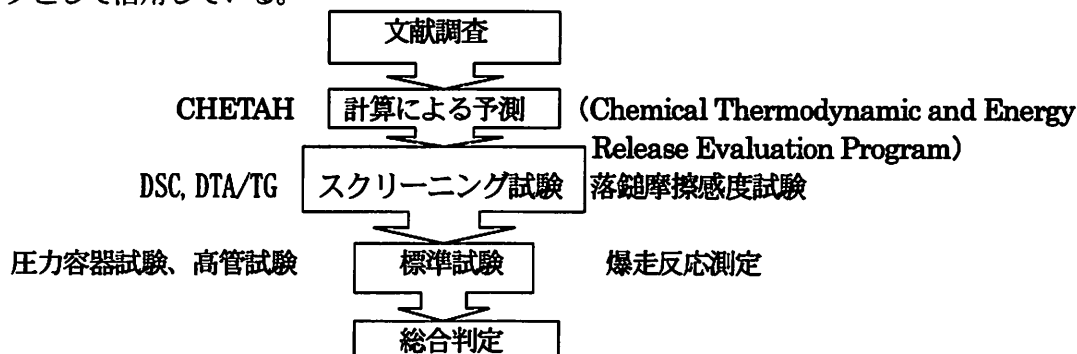 クとして活用している。
文献調査
CHETAH 計算による予測 (Chemical Thermodynamic and Energy
Release Evaluation Program)
DSC, DTA/TG スクリーニング試験 落鎚摩擦感度試験
圧力容器試験、高管試験 標準試験 爆走反応測定
総合判定